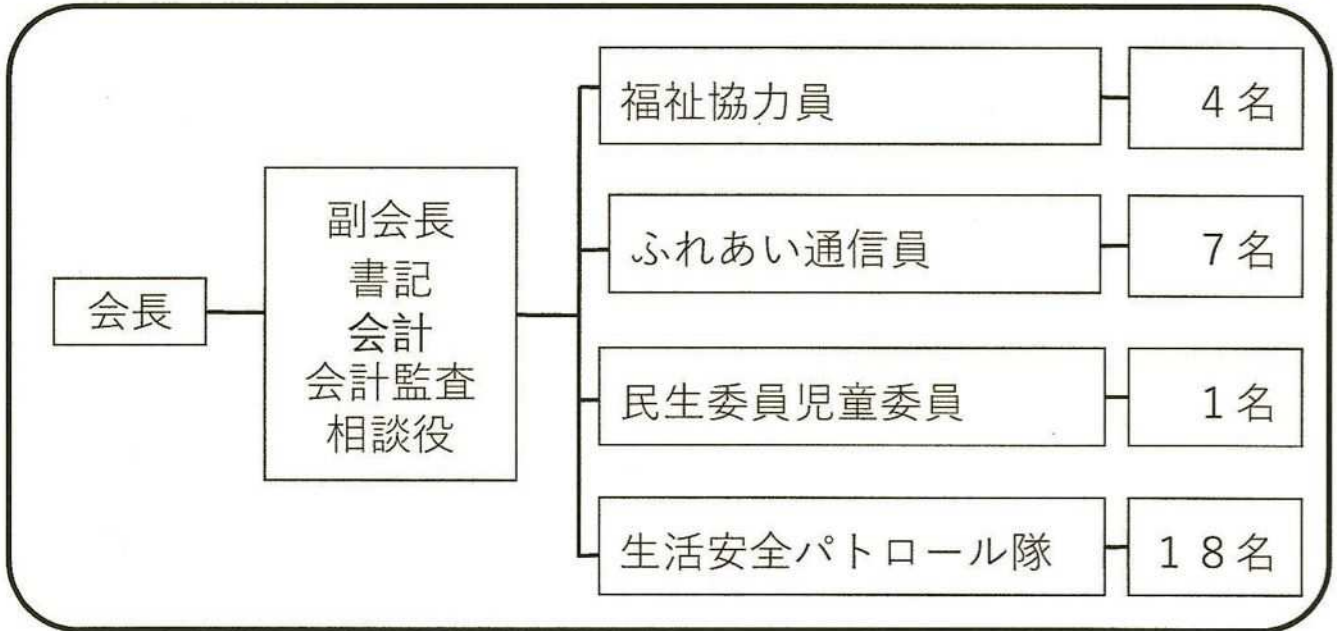 会長
副会長
書記
会計
会計監査
相談役
福祉協力員
4名
ふれあい通信員
7名
民生委員児童委員
1名
生活安全パトロール隊
18名